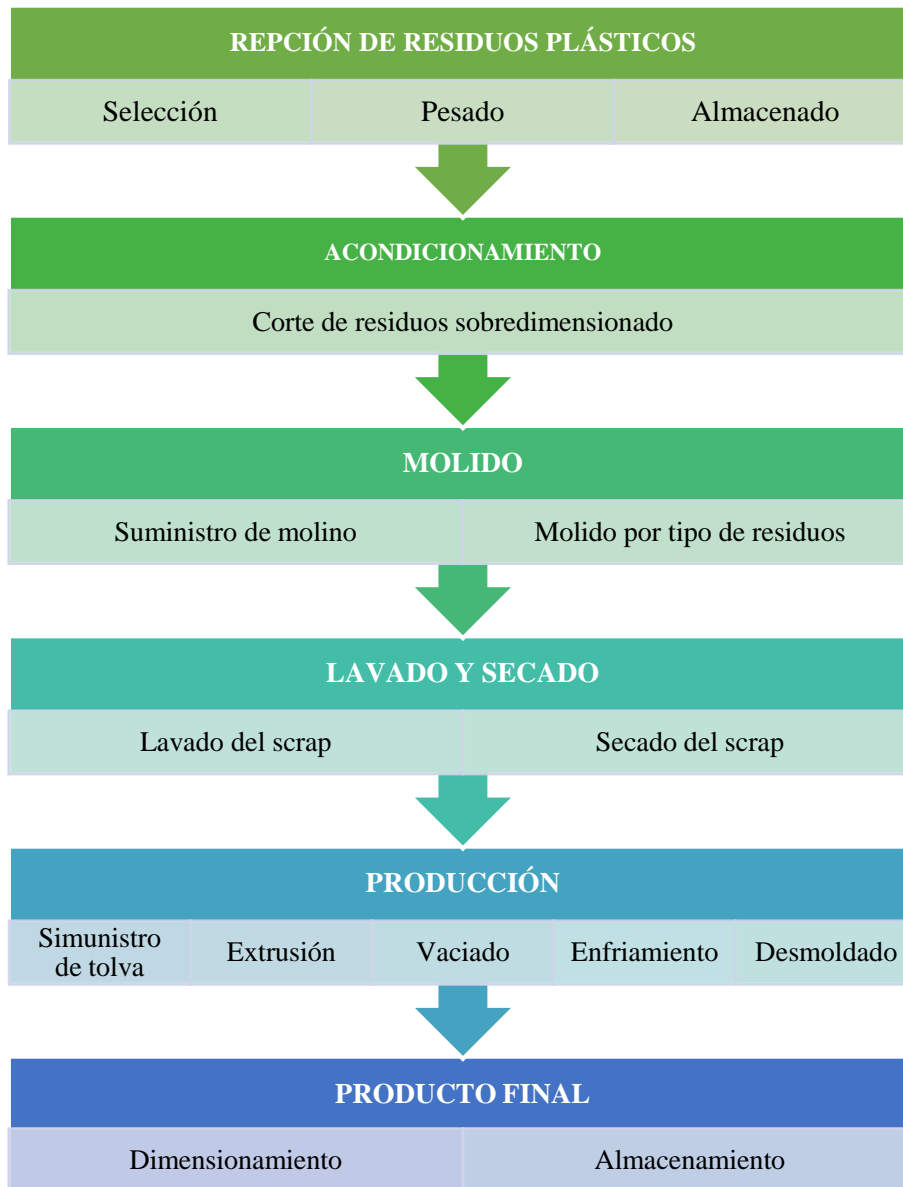 REPCIÓN DE RESIDUOS PLÁSTICOS
Selección
Pesado
Almacenado
ACONDICIONAMIENTO
Corte de residuos sobredimensionado
MOLIDO
Suministro de molino
Molido por tipo de residuos
LAVADO Y SECADO
Lavado del scrap
Secado del scrap
PRODUCCIÓN
Simunistro
de tolva
Extrusión
Vaciado
Enfriamiento
Desmoldado
PRODUCTO FINAL
Dimensionamiento
Almacenamiento